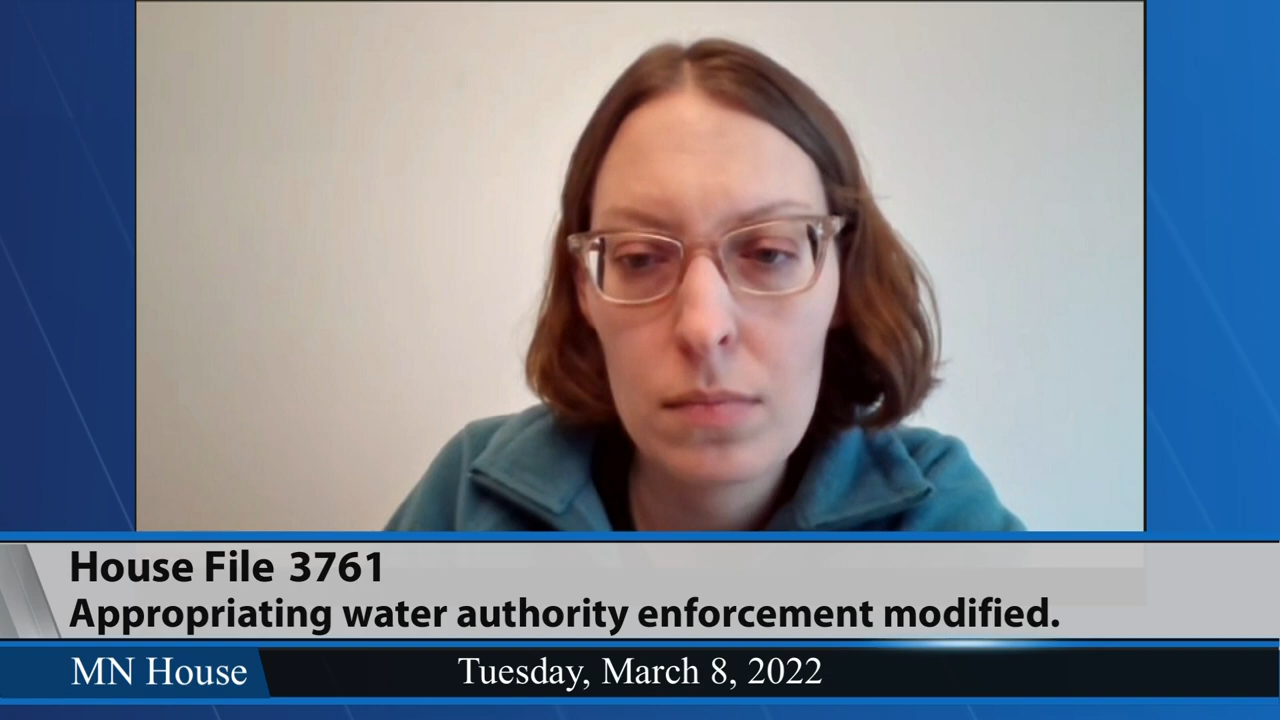 House File 3761
Appropriating water authority enforcement modified.
MN House
Tuesday, March 8, 2022